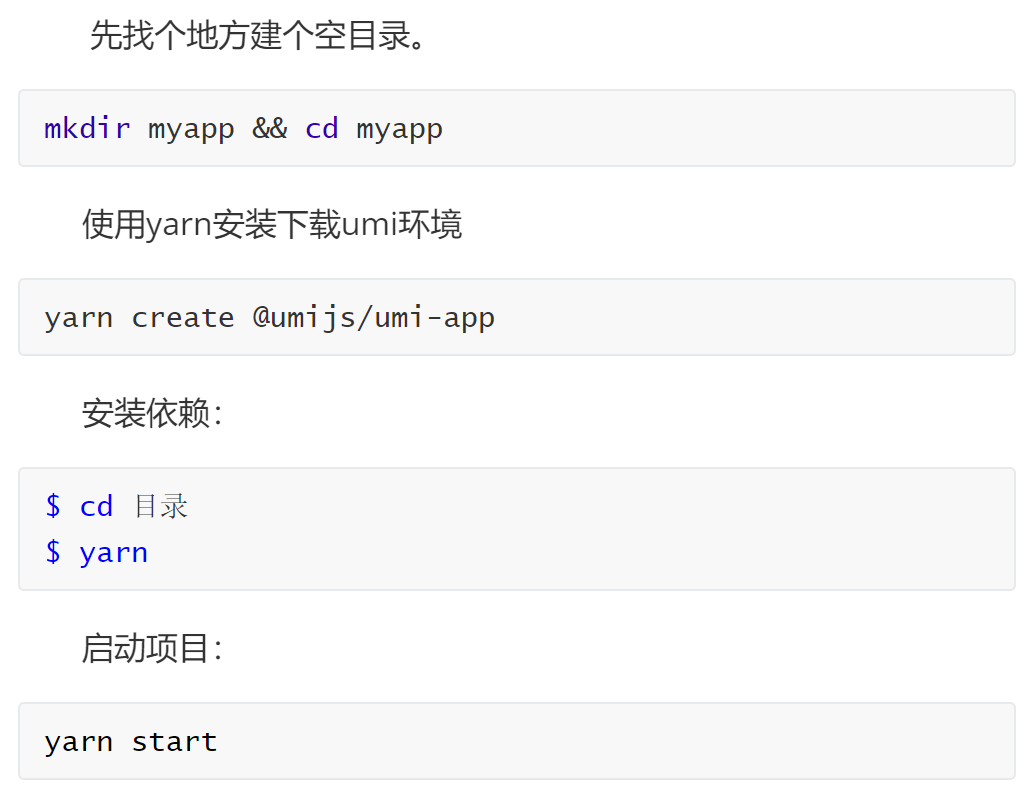 先找个地方建个空目录。
mkdir myapp && cd myapp
使用yarn安装下载umi环境
yarn create @umijs/umi-app
安装依赖：
$ cd 目录
$ yarn
启动项目：
yarn start